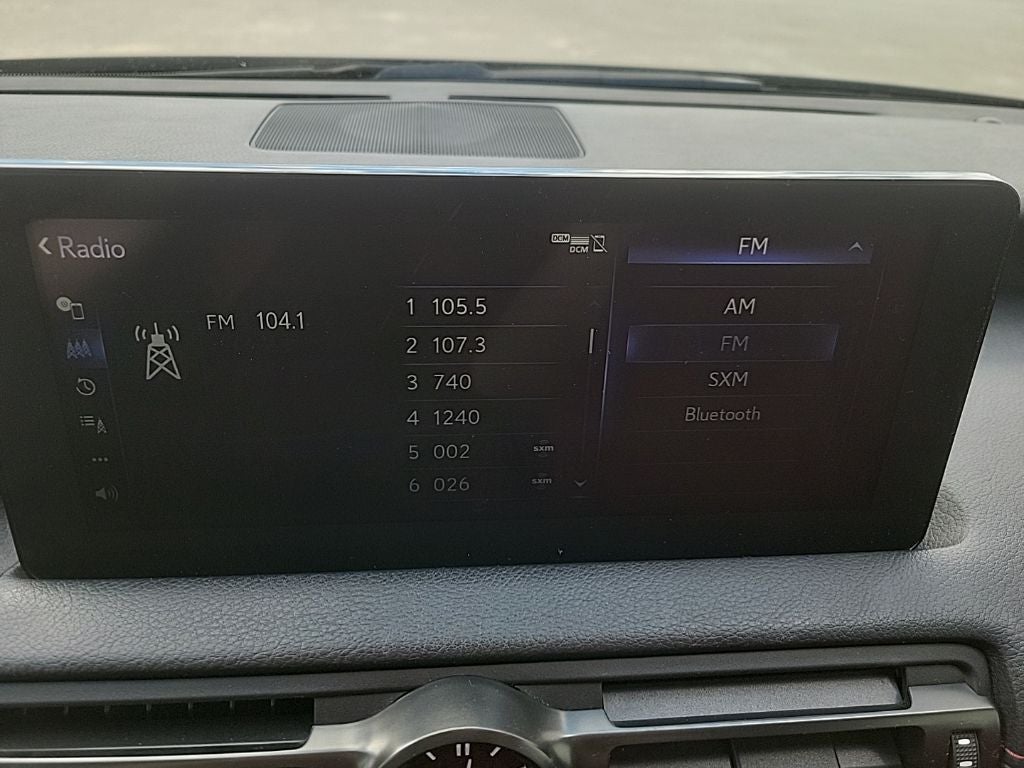 Radio
DCM
DCM
FM
FM 104.1
1 105.5
2 107.3
3 740
4 1240
5 002 sxm
6 026 sxm
AM
FM
SXM
Bluetooth